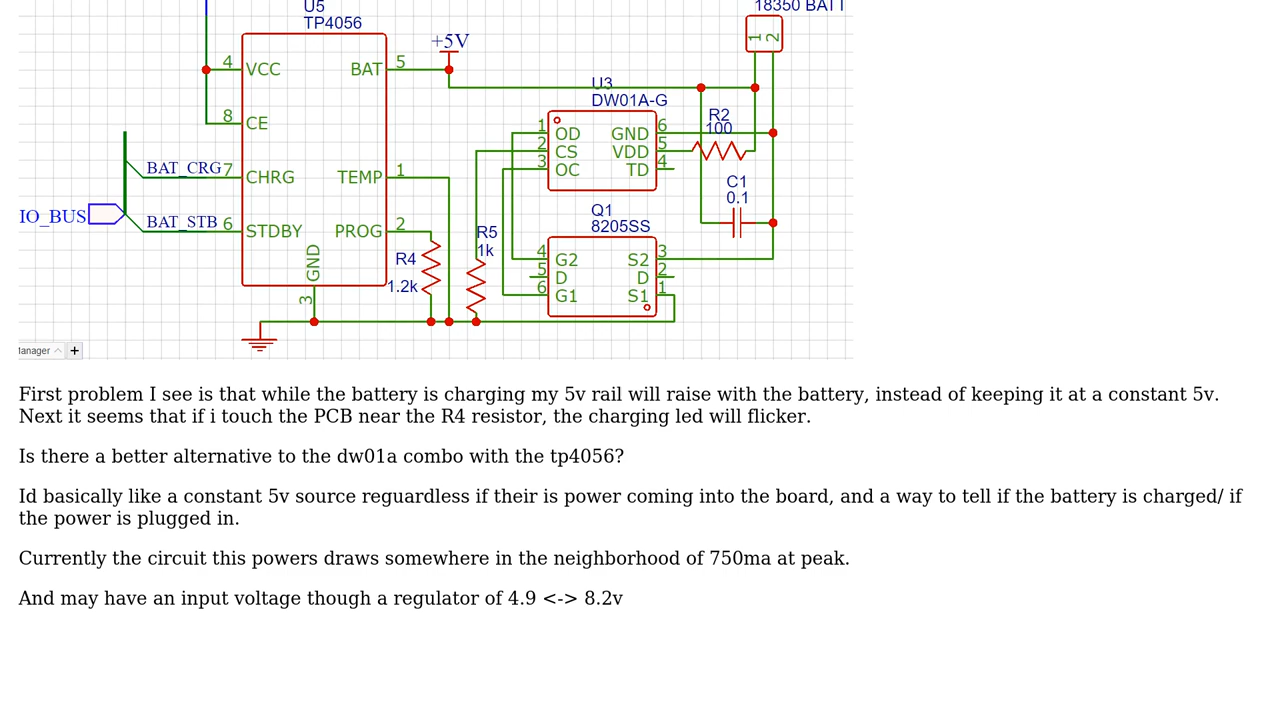 U5
TP4056
18350 BATT
+5V
1
2
4
VCC
BAT
5
U3
DW01A-G
8
CE
1
OD
GND
6
R2
100
2
CS
VDD
5
3
OC
TD
4
BAT_CRG
7
CHRG
TEMP
1
C1
0.1
IO_BUS
BAT_STB
6
STDBY
PROG
2
Q1
8205SS
R5
1k
R4
1.2k
4
G2
S2
3
5
D
D
2
6
G1
S1
1
GND
3
+
First problem I see is that while the battery is charging my 5v rail will raise with the battery, instead of keeping it at a constant 5v.
Next it seems that if i touch the PCB near the R4 resistor, the charging led will flicker.
Is there a better alternative to the dw01a combo with the tp4056?
Id basically like a constant 5v source reguardless if their is power coming into the board, and a way to tell if the battery is charged/ if
the power is plugged in.
Currently the circuit this powers draws somewhere in the neighborhood of 750ma at peak.
And may have an input voltage though a regulator of 4.9 <-> 8.2v